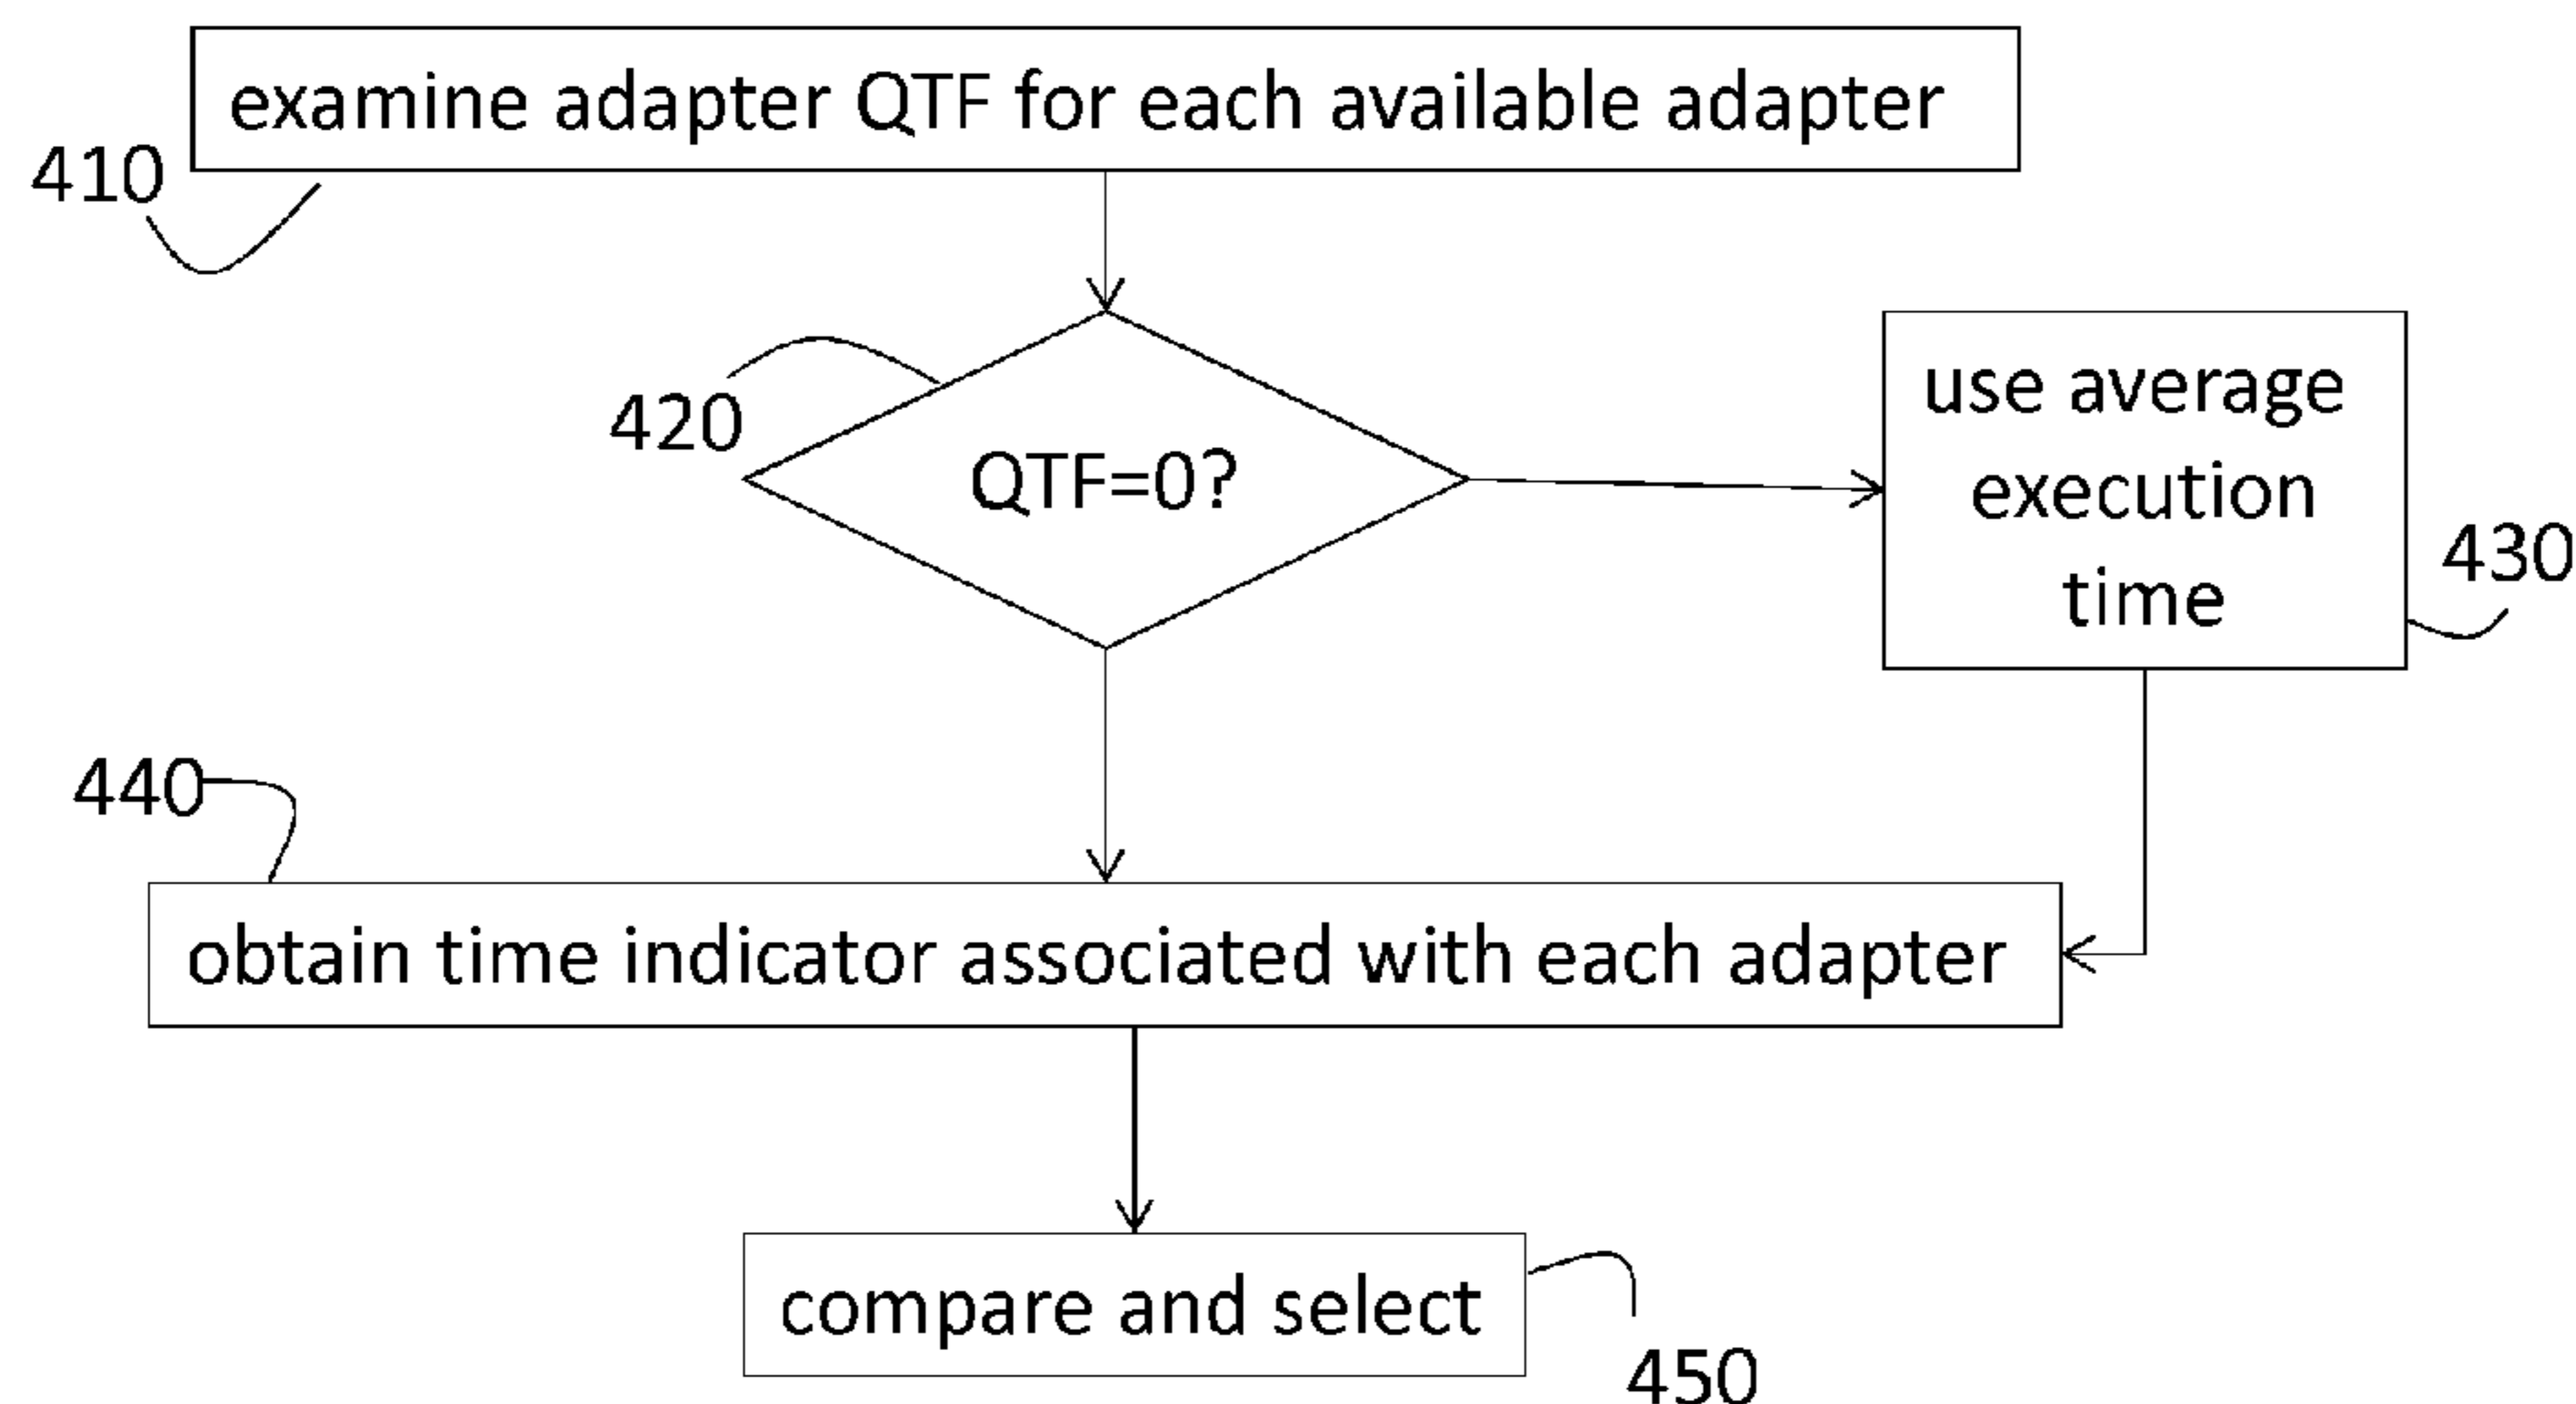 examine adapter QTF for each available adapter
410
420
QTF=0?
use average
execution
time
430
440
obtain time indicator associated with each adapter
compare and select
450